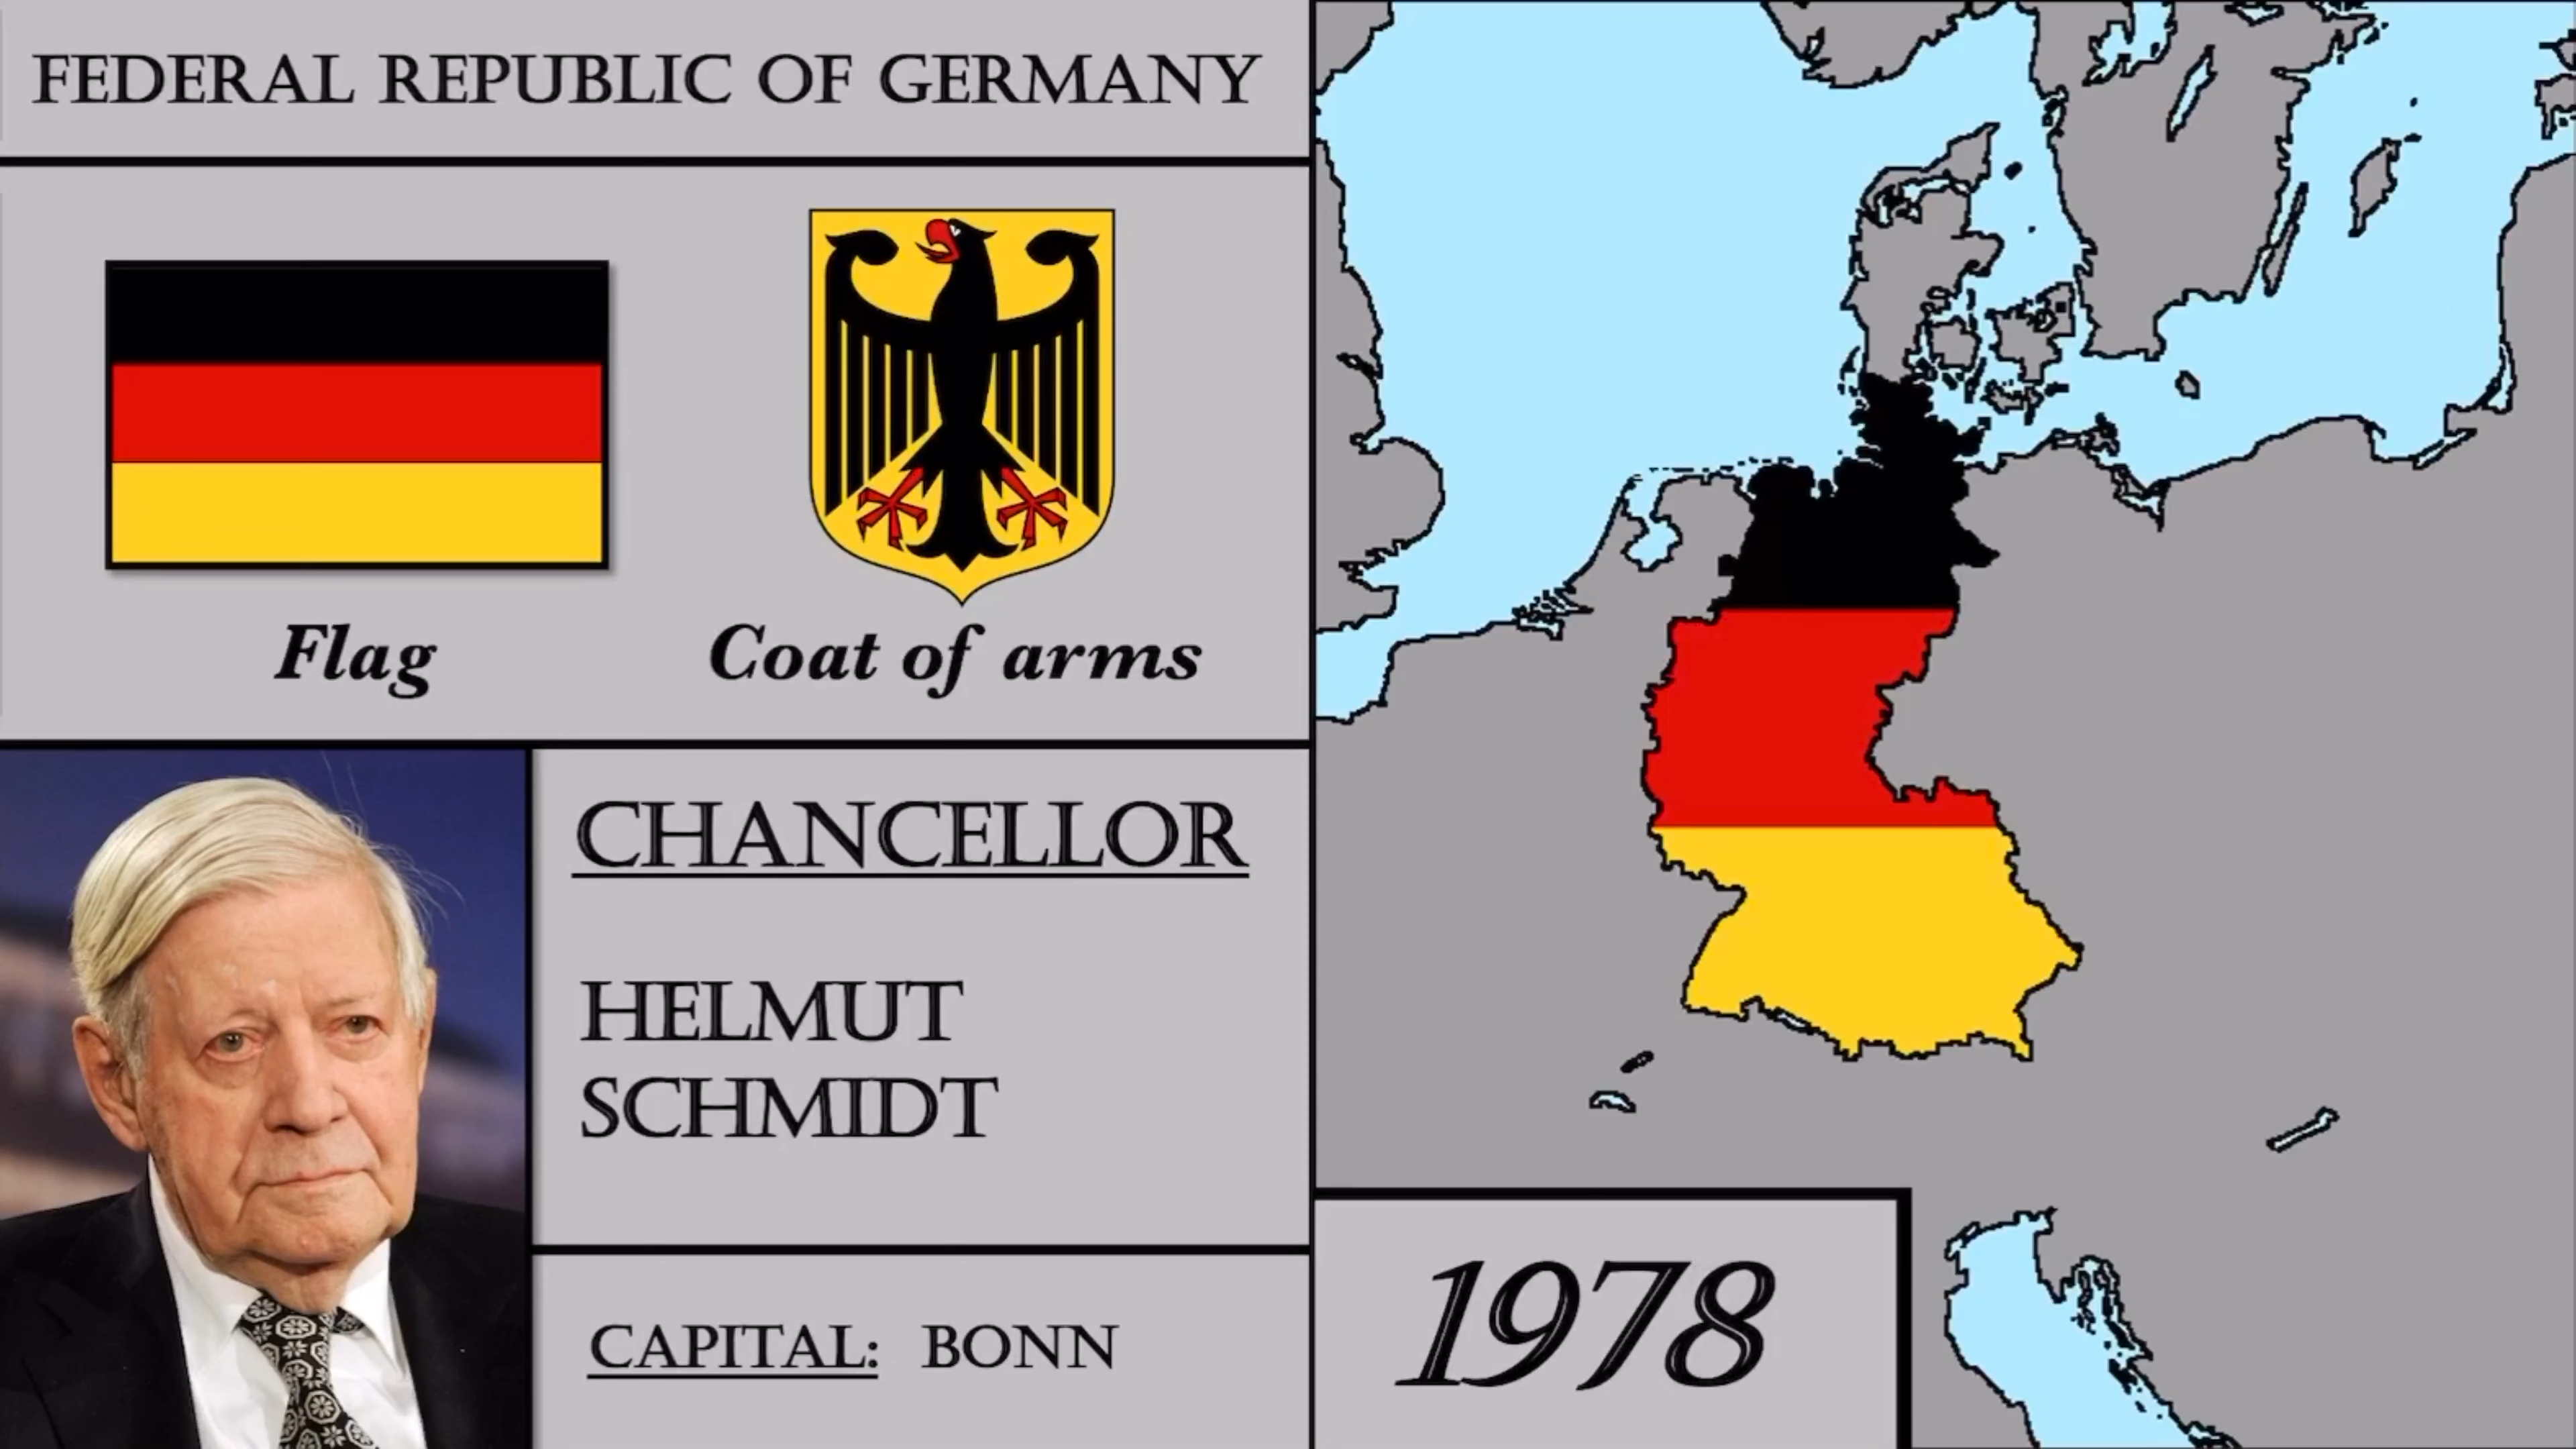 FEDERAL REPUBLIC OF GERMANY
Flag
Coat of arms
CHANCELLOR
HELMUT
SCHMIDT
CAPITAL: BONN
1978